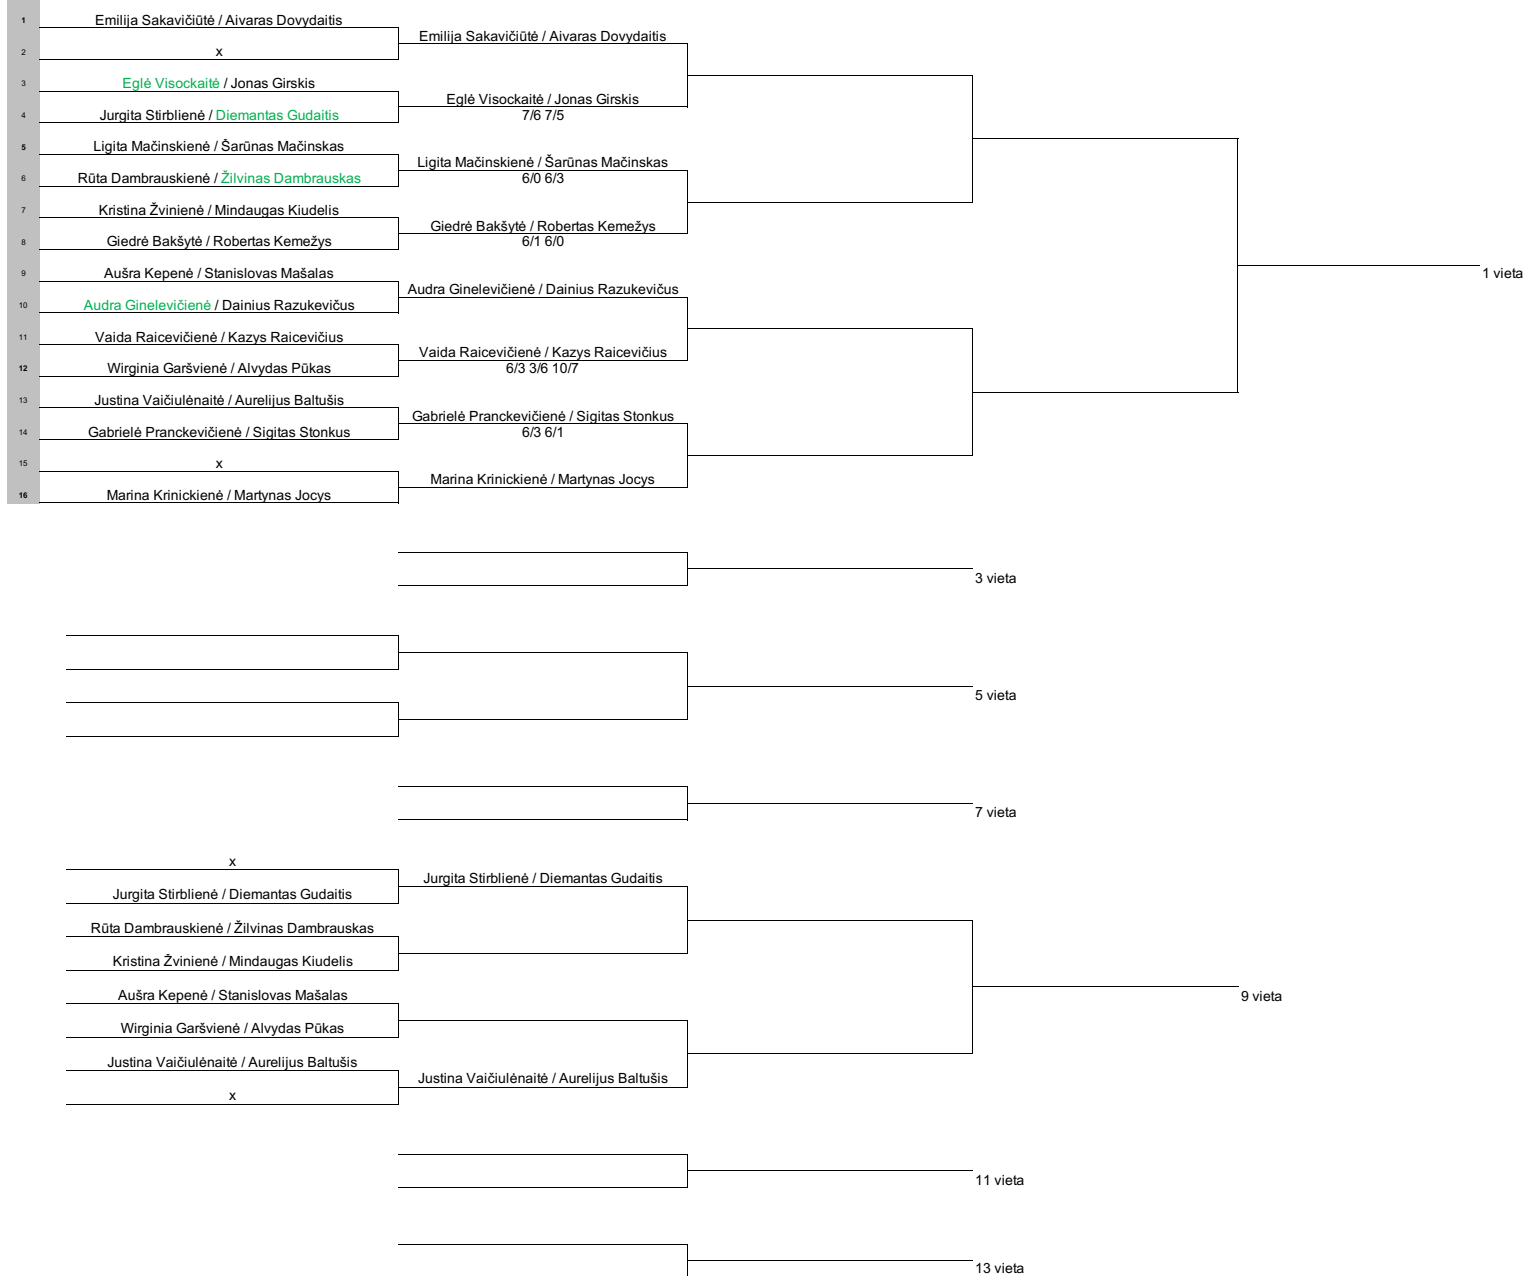 1 Emilija Sakavičiūtė / Aivaras Dovydaitis
Emilija Sakavičiūtė / Aivaras Dovydaitis
2 x
3 Eglė Visockaitė / Jonas Girskis
Eglė Visockaitė / Jonas Girskis
4 Jurgita Stirblienė / Diemantas Gudaitis
7/6 7/5
5 Ligita Mačinskienė / Šarūnas Mačinskas
Ligita Mačinskienė / Šarūnas Mačinskas
6 Rūta Dambrauskienė / Žilvinas Dambrauskas
6/0 6/3
7 Kristina Žvinienė / Mindaugas Kiudelis
Giedrė Bakšytė / Robertas Kemežys
8 Giedrė Bakšytė / Robertas Kemežys
6/1 6/0
9 Aušra Kepenė / Stanislovas Mašalas
1 vieta
Audra Ginelevičienė / Dainius Razukevičus
10 Audra Ginelevičienė / Dainius Razukevičus
11 Vaida Raicevičienė / Kazys Raicevičius
Vaida Raicevičienė / Kazys Raicevičius
12 Wirginia Garšvienė / Alvydas Pūkas
6/3 3/6 10/7
13 Justina Vaičiulėnaitė / Aurelijus Baltušis
Gabrielė Pranckevičienė / Sigitas Stonkus
14 Gabrielė Pranckevičienė / Sigitas Stonkus
6/3 6/1
15 x
Marina Krinickienė / Martynas Jocys
16 Marina Krinickienė / Martynas Jocys
3 vieta
5 vieta
7 vieta
x
Jurgita Stirblienė / Diemantas Gudaitis
Jurgita Stirblienė / Diemantas Gudaitis
Rūta Dambrauskienė / Žilvinas Dambrauskas
Kristina Žvinienė / Mindaugas Kiudelis
Aušra Kepenė / Stanislovas Mašalas
9 vieta
Wirginia Garšvienė / Alvydas Pūkas
Justina Vaičiulėnaitė / Aurelijus Baltušis
Justina Vaičiulėnaitė / Aurelijus Baltušis
x
11 vieta
13 vieta